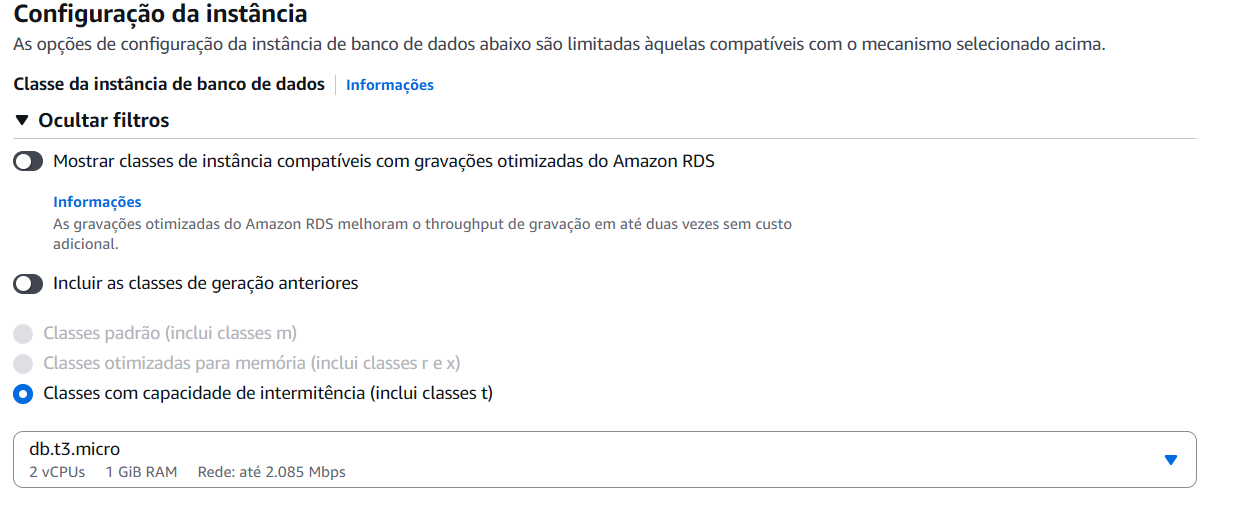 Configuração da instância
As opções de configuração da instância de banco de dados abaixo são limitadas àquelas compatíveis com o mecanismo selecionado acima.
Classe da instância de banco de dados Informações
Ocultar filtros
Mostrar classes de instância compatíveis com gravações otimizadas do Amazon RDS
Informações
As gravações otimizadas do Amazon RDS melhoram o throughput de gravação em até duas vezes sem custo
adicional.
Incluir as classes de geração anteriores
Classes padrão (inclui classes m)
Classes otimizadas para memória (inclui classes r e x)
Classes com capacidade de intermitência (inclui classes t)
db.t3.micro
2 vCPUs 1 GiB RAM Rede: até 2.085 Mbps